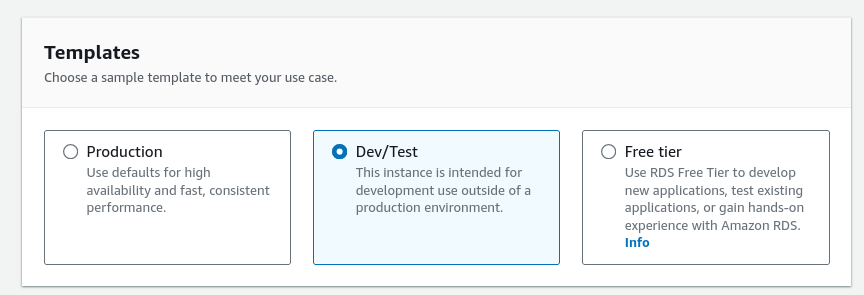 Templates
Choose a sample template to meet your use case.
Production
Use defaults for high
availability and fast, consistent
performance.
Dev/Test
This instance is intended for
development use outside of a
production environment.
Free tier
Use RDS Free Tier to develop
new applications, test existing
applications, or gain hands-on
experience with Amazon RDS.
Info